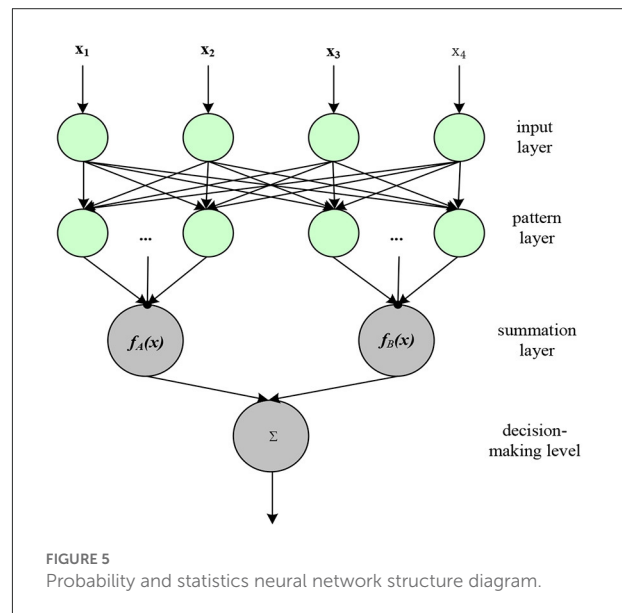 x1 x2 x3 x4
input
layer
pattern
layer
... ...
fA(x) fB(x)
summation
layer
Σ
decision-
making level
FIGURE 5
Probability and statistics neural network structure diagram.